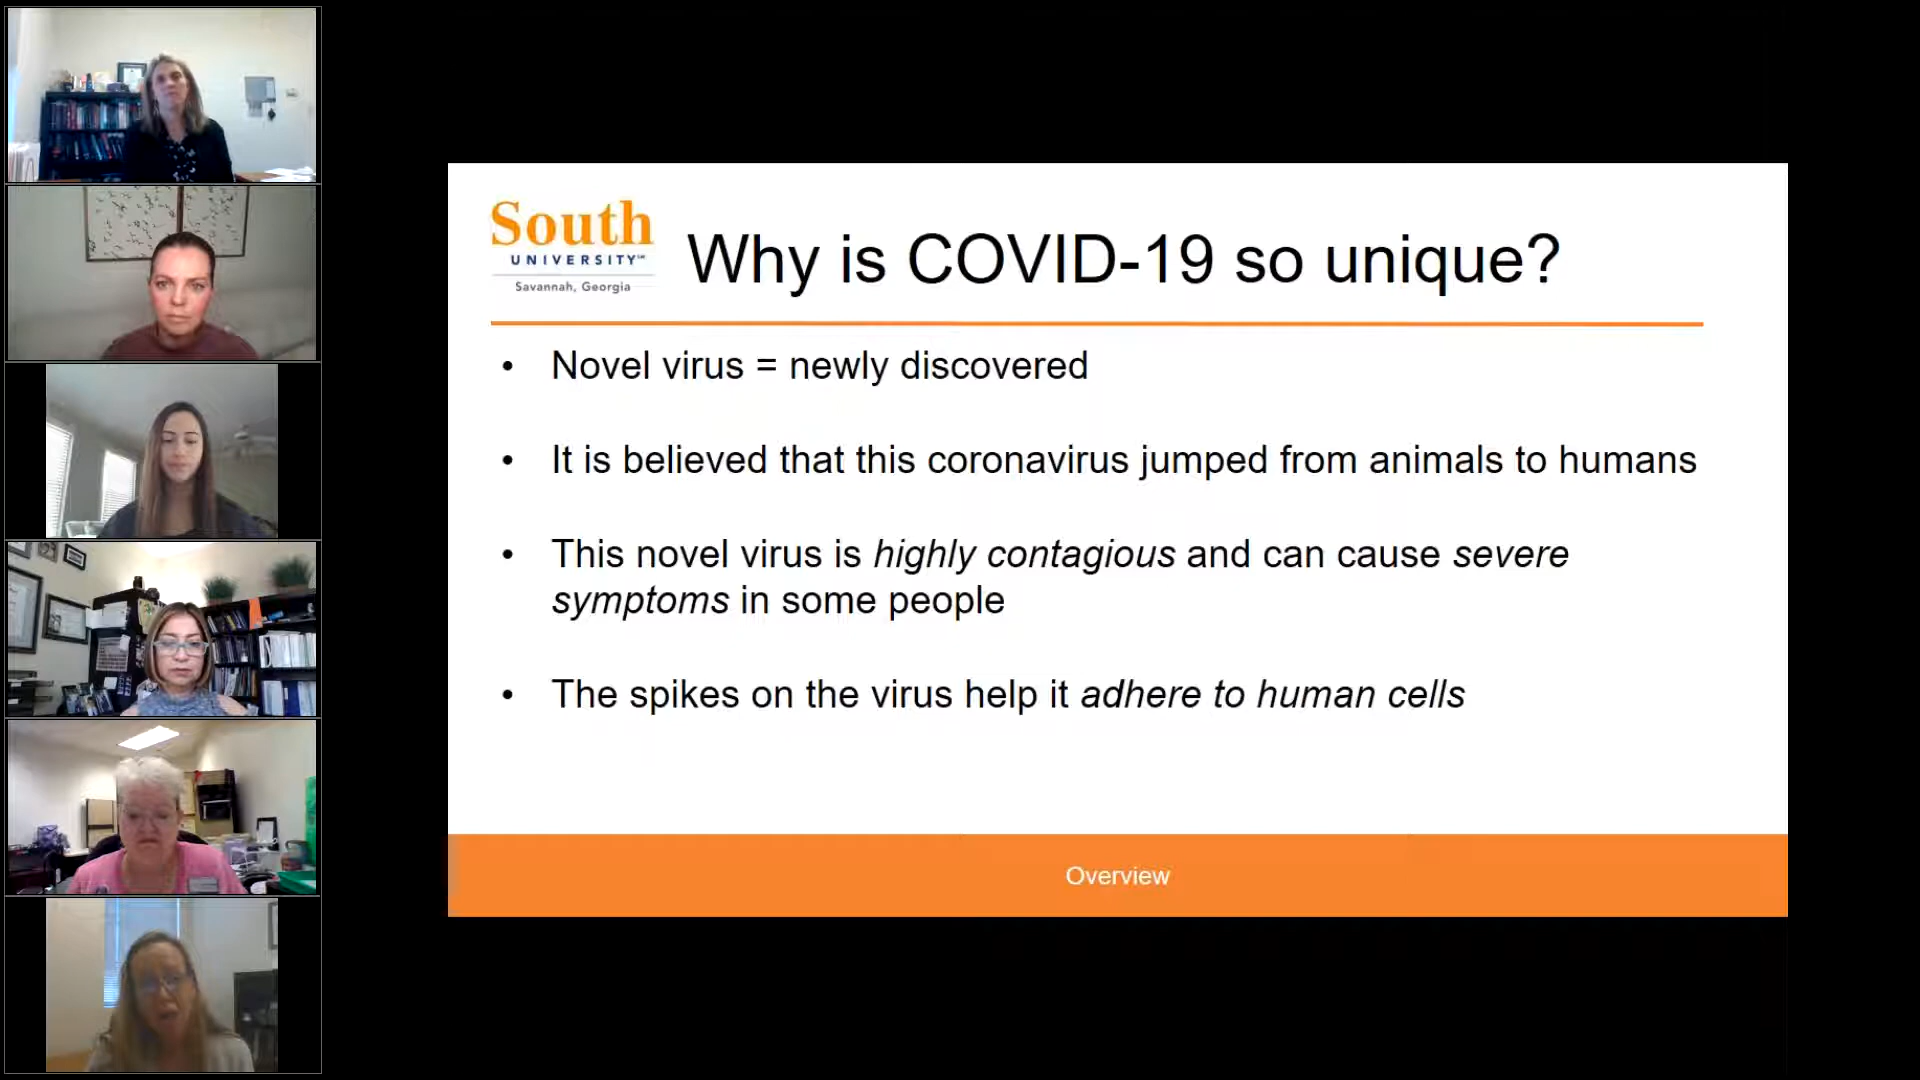 South
UNIVERSITY℠
Savannah, Georgia
Why is COVID-19 so unique?
• Novel virus = newly discovered
• It is believed that this coronavirus jumped from animals to humans
• This novel virus is highly contagious and can cause severe
symptoms in some people
• The spikes on the virus help it adhere to human cells
Overview